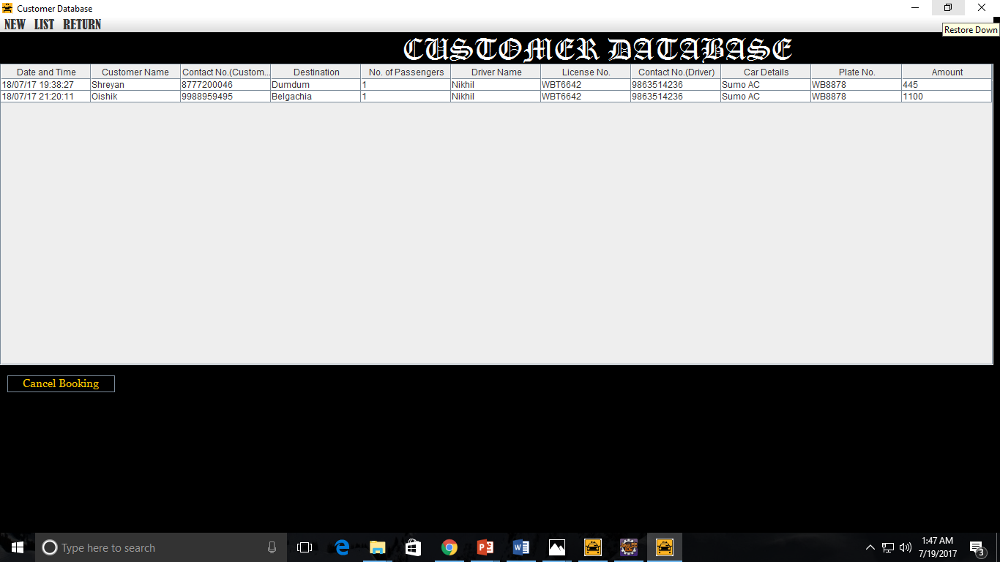 Customer Database
NEW LIST RETURN
Restore Down
CUSTOMER DATABASE
Date and Time Customer Name Contact No.(Custom... Destination No. of Passengers Driver Name License No. Contact No.(Driver) Car Details Plate No. Amount
18/07/17 19:38:27 Shreyan 8777200046 Dumdum 1 Nikhil WBT6642 9863514236 Sumo AC WB8878 445
18/07/17 21:20:11 Oishik 9988959495 Belgachia 1 Nikhil WBT6642 9863514236 Sumo AC WB8878 1100
Cancel Booking
Type here to search
1:47 AM
7/19/2017
3